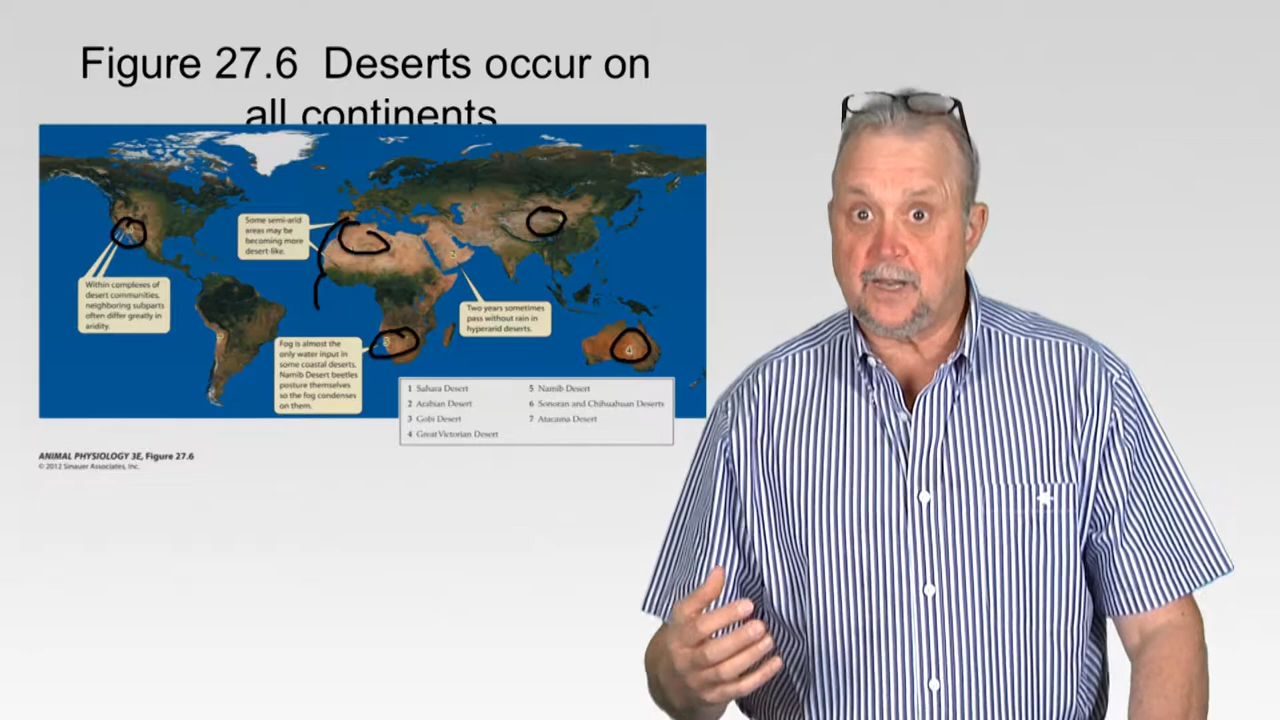 Figure 27.6 Deserts occur on
all continents
Some semi-arid
areas may be
becoming more
desert-like.
2
Within complexes of
desert communities,
neighboring subparts
often differ greatly in
aridity.
Two years sometimes
pass without rain in
hyperarid deserts.
Fog is almost the
only water input in
some coastal deserts.
Namib Desert beetles
posture themselves
so the fog condenses
on them.
5
4
1 Sahara Desert
2 Arabian Desert
3 Gobi Desert
4 Great Victorian Desert
5 Namib Desert
6 Sonoran and Chihuahuan Deserts
7 Atacama Desert
ANIMAL PHYSIOLOGY 3E, Figure 27.6
© 2012 Sinauer Associates, Inc.